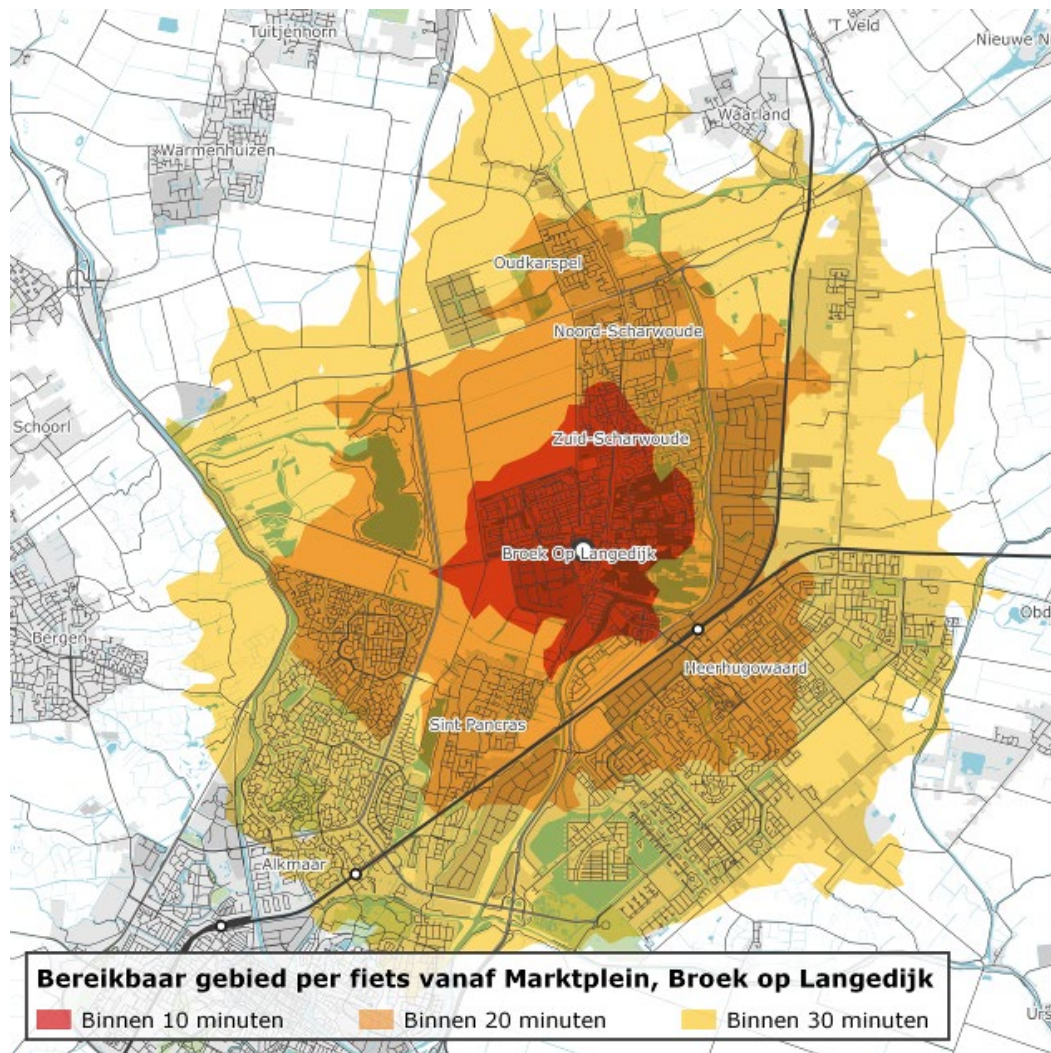 Tuitjenhorn
'T Veld
Nieuwe N
Waarland
Warmenhuizen
Oudkarspel
Noord-Scharwoude
Schoorl
Zuid-Scharwoude
Broek Op Langedijk
Obd
Bergen
Heerhugowaard
Sint Pancras
Alkmaar
Bereikbaar gebied per fiets vanaf Marktplein, Broek op Langedijk
Binnen 10 minuten
Binnen 20 minuten
Binnen 30 minuten
Urs